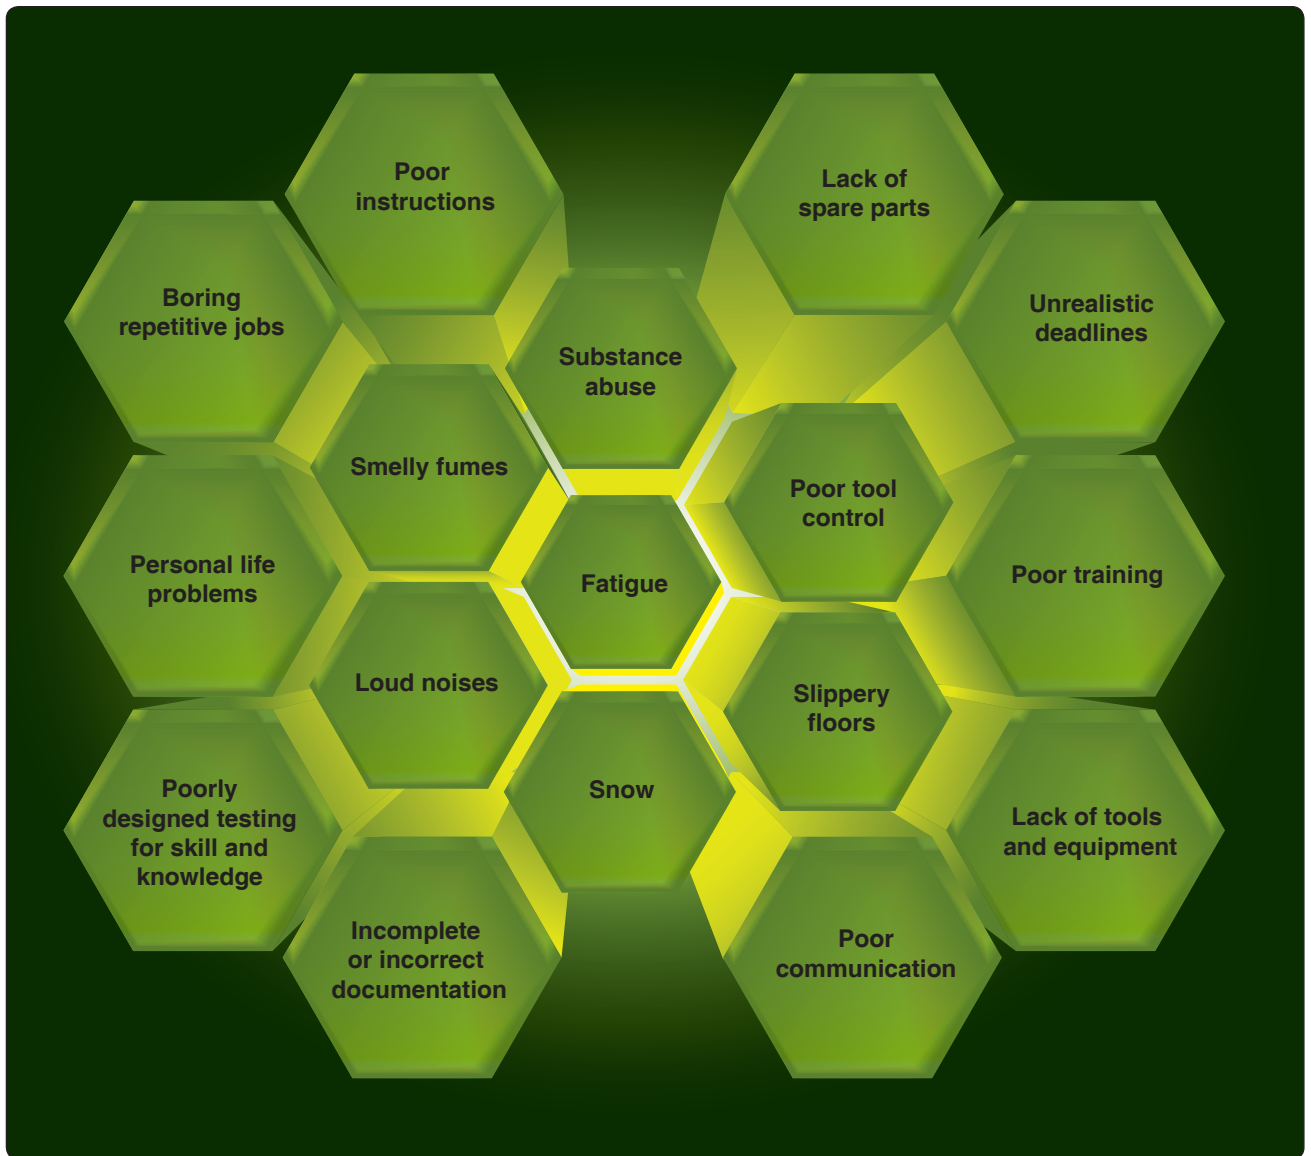 Poor
instructions
Lack of
spare parts
Boring
repetitive jobs
Unrealistic
deadlines
Substance
abuse
Smelly fumes
Poor tool
control
Personal life
problems
Fatigue
Poor training
Loud noises
Slippery
floors
Poorly
designed testing
for skill and
knowledge
Snow
Lack of tools
and equipment
Incomplete
or incorrect
documentation
Poor
communication